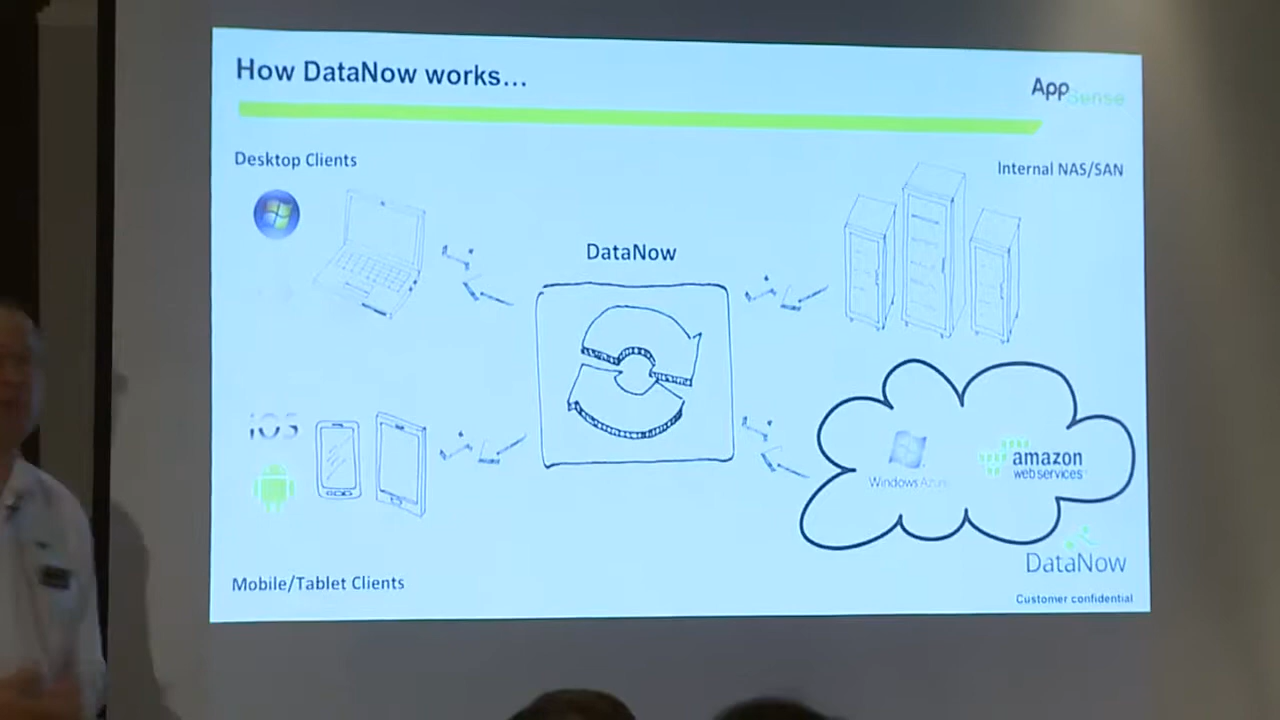 How DataNow works...
AppSense
Desktop Clients
Internal NAS/SAN
DataNow
iOS
Windows Azure
amazon
web services
DataNow
Mobile/Tablet Clients
Customer confidential